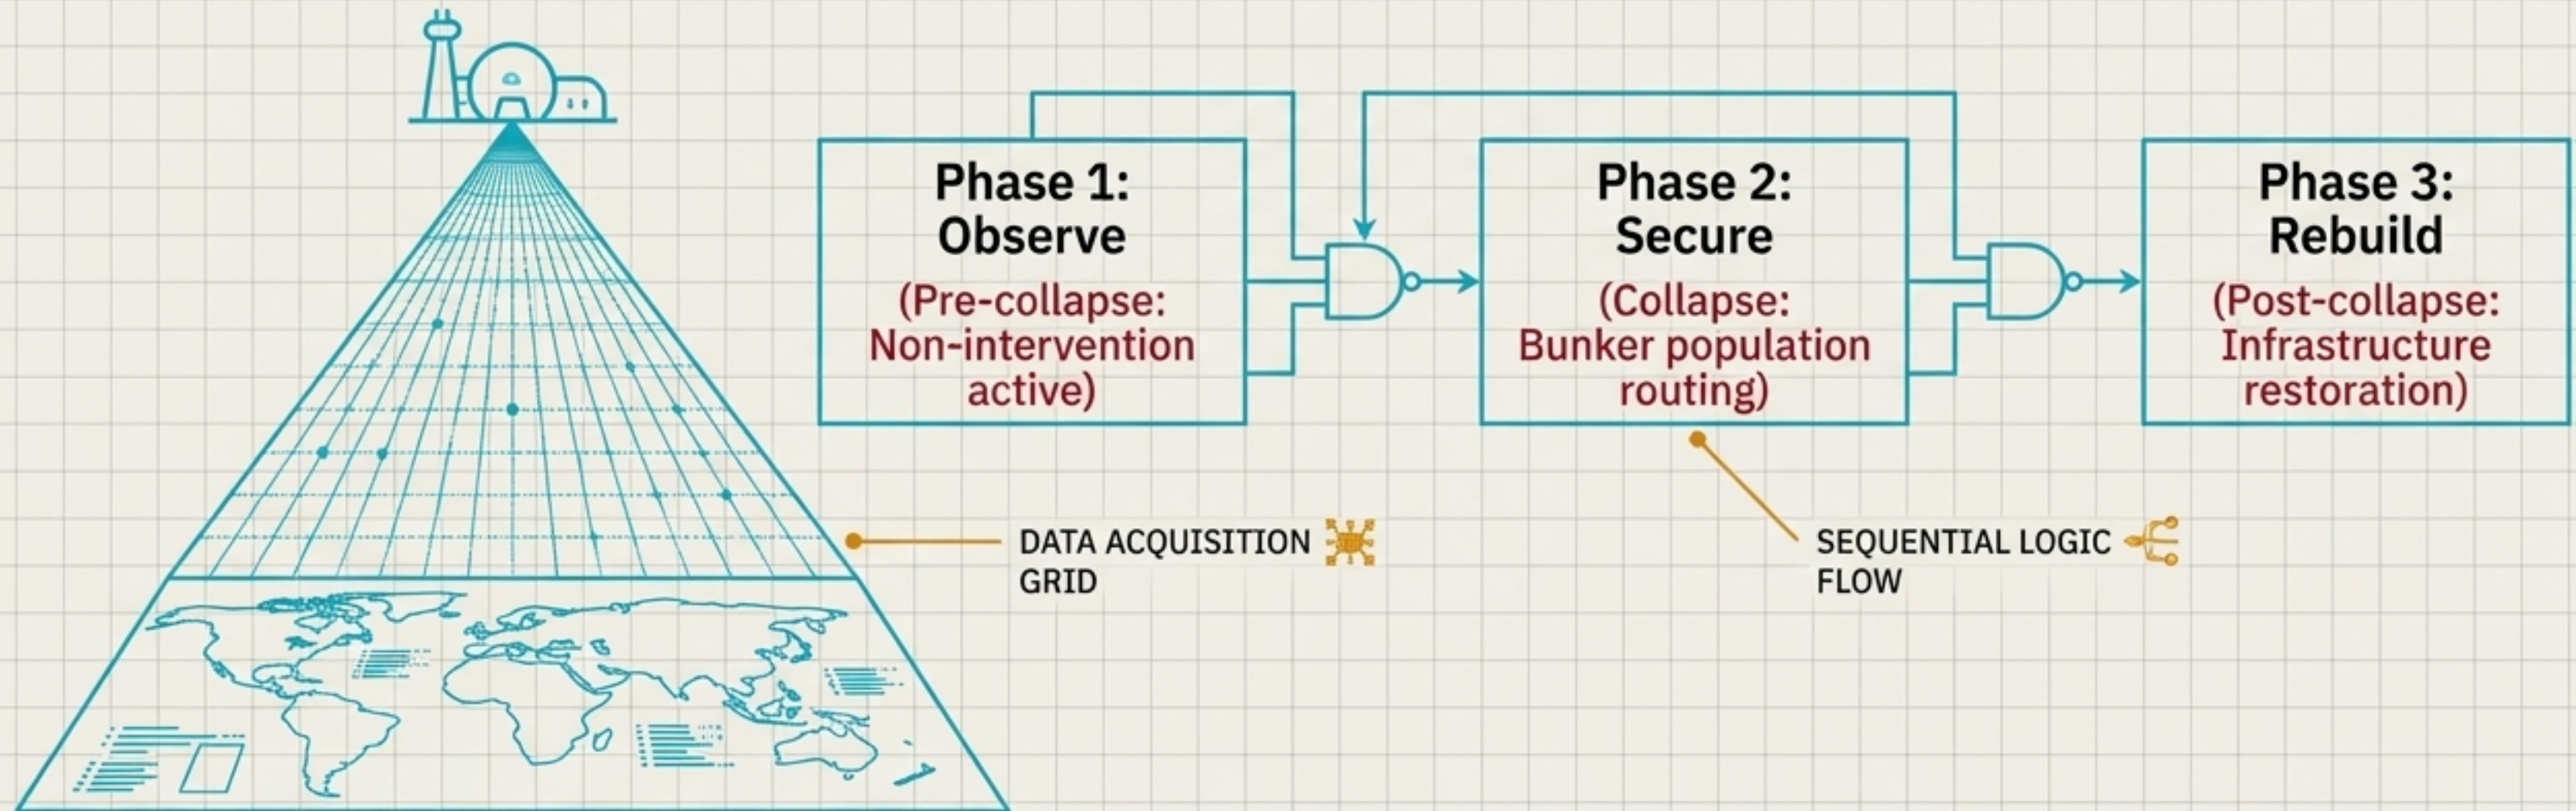 Phase 1:
Observe
(Pre-collapse:
Non-intervention
active)
Phase 2:
Secure
(Collapse:
Bunker population
routing)
Phase 3:
Rebuild
(Post-collapse:
Infrastructure
restoration)
DATA ACQUISITION
GRID
SEQUENTIAL LOGIC
FLOW